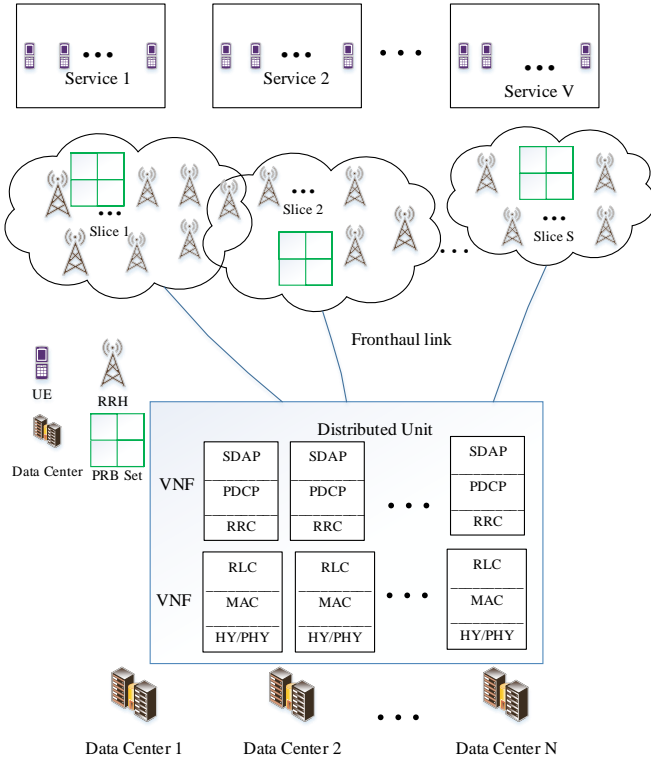 Service 1
Service 2
Service V
Slice 1
Slice 2
Slice S
Fronthaul link
UE
RRH
Data Center
PRB Set
Distributed Unit
VNF
SDAP
PDCP
RRC
SDAP
PDCP
RRC
SDAP
PDCP
RRC
VNF
RLC
MAC
HY/PHY
RLC
MAC
HY/PHY
RLC
MAC
HY/PHY
Data Center 1
Data Center 2
Data Center N